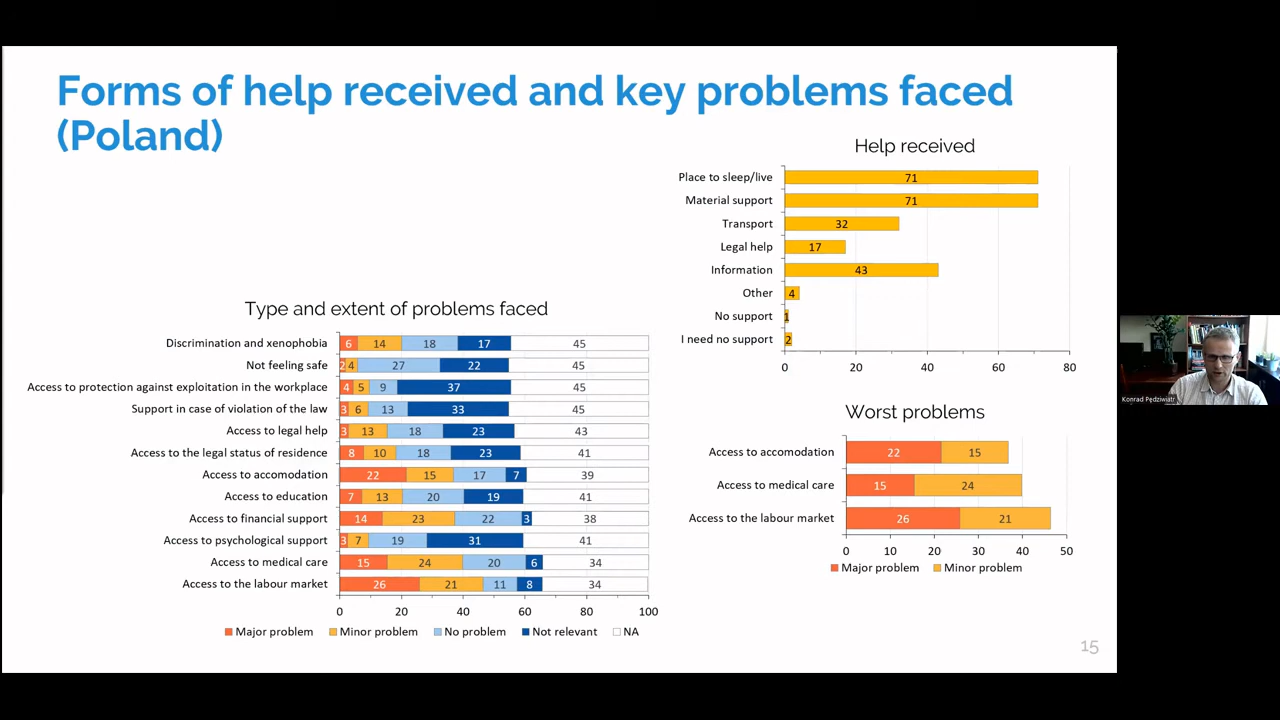 Forms of help received and key problems faced
(Poland)
Help received
Place to sleep/live 71
Material support 71
Transport 32
Legal help 17
Information 43
Other 4
No support 1
I need no support 2
0 20 40 60 80
Type and extent of problems faced
Discrimination and xenophobia 6 14 18 17 45
Not feeling safe 2 4 27 22 45
Access to protection against exploitation in the workplace 4 5 9 37 45
Support in case of violation of the law 3 6 13 33 45
Access to legal help 3 13 18 23 43
Access to the legal status of residence 8 10 18 23 41
Access to accomodation 22 15 17 7 39
Access to education 7 13 20 19 41
Access to financial support 14 23 22 3 38
Access to psychological support 3 7 19 31 41
Access to medical care 15 24 20 6 34
Access to the labour market 26 21 11 8 34
0 20 40 60 80 100
Major problem Minor problem No problem Not relevant NA
Worst problems
Access to accomodation 22 15
Access to medical care 15 24
Access to the labour market 26 21
0 10 20 30 40 50
Major problem Minor problem
15
Konrad Pędziwiatr